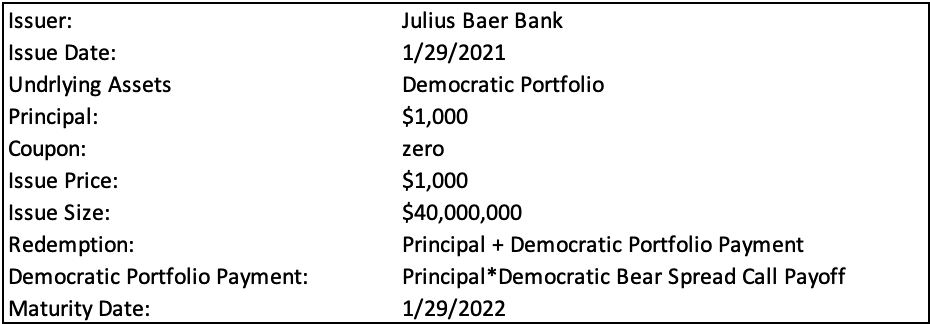 Issuer: Julius Baer Bank
Issue Date: 1/29/2021
Undrlying Assets Democratic Portfolio
Principal: $1,000
Coupon: zero
Issue Price: $1,000
Issue Size: $40,000,000
Redemption: Principal + Democratic Portfolio Payment
Democratic Portfolio Payment: Principal*Democratic Bear Spread Call Payoff
Maturity Date: 1/29/2022